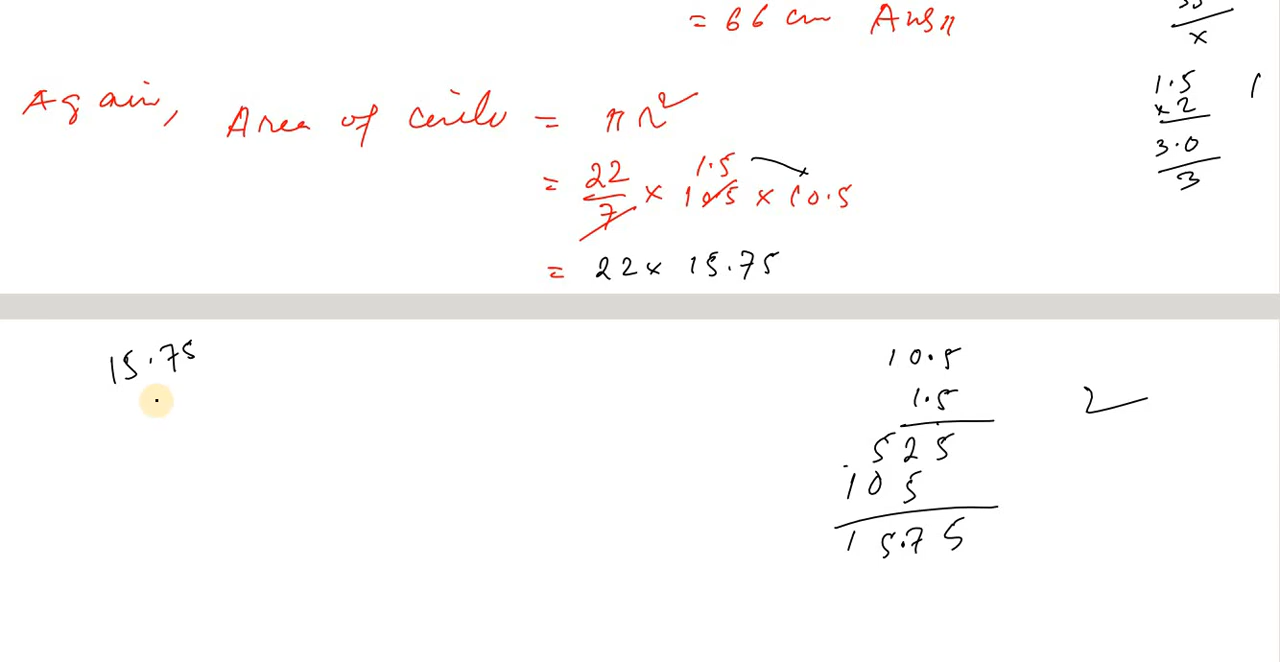 = 66 cm Ans
Again, Area of circle = πr²
= 22/7 × 10.5 × 10.5
1.5
= 22 × 15.75
x
1.5
× 2
3.0
3
15.75
10.5
1.5
525
105
15.75
2